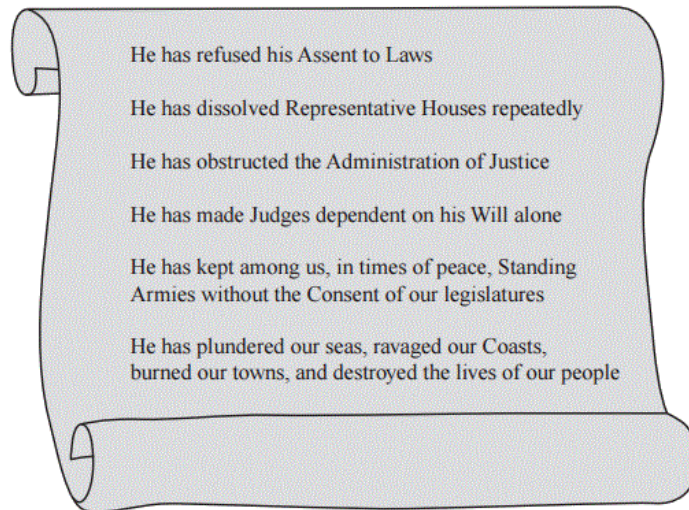 He has refused his Assent to Laws
He has dissolved Representative Houses repeatedly
He has obstructed the Administration of Justice
He has made Judges dependent on his Will alone
He has kept among us, in times of peace, Standing
Armies without the Consent of our legislatures
He has plundered our seas, ravaged our Coasts,
burned our towns, and destroyed the lives of our people